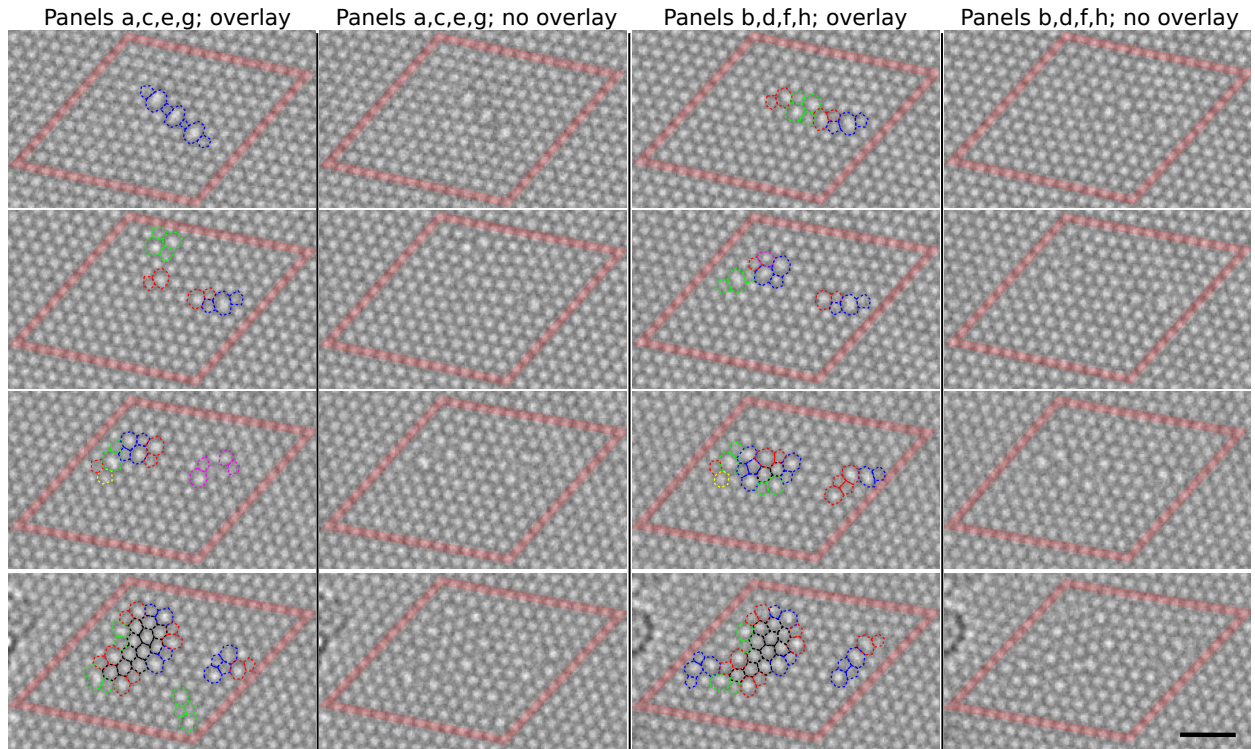 Panels a,c,e,g; overlay
Panels a,c,e,g; no overlay
Panels b,d,f,h; overlay
Panels b,d,f,h; no overlay